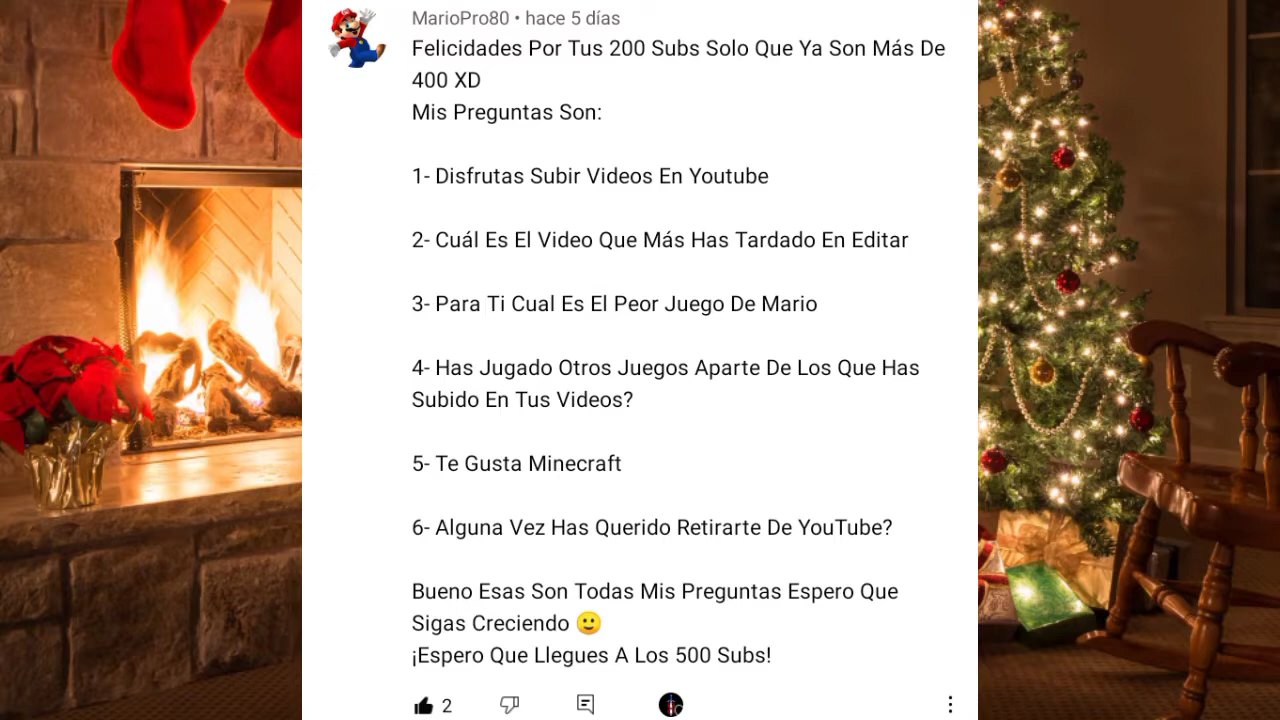 MarioPro80 • hace 5 días
Felicidades Por Tus 200 Subs Solo Que Ya Son Más De
400 XD
Mis Preguntas Son:
1- Disfrutas Subir Videos En Youtube
2- Cuál Es El Video Que Más Has Tardado En Editar
3- Para Ti Cual Es El Peor Juego De Mario
4- Has Jugado Otros Juegos Aparte De Los Que Has
Subido En Tus Videos?
5- Te Gusta Minecraft
6- Alguna Vez Has Querido Retirarte De YouTube?
Bueno Esas Son Todas Mis Preguntas Espero Que
Sigas Creciendo 🙂
¡Espero Que Llegues A Los 500 Subs!
2